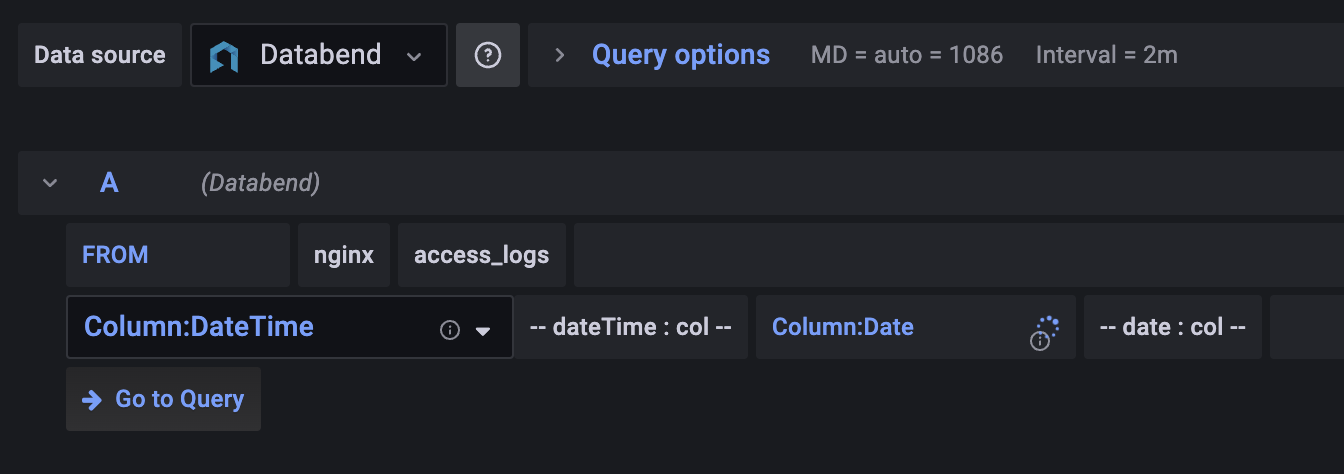 Data source Databend Query options MD = auto = 1086 Interval = 2m
A (Databend)
FROM nginx access_logs
Column:DateTime -- dateTime : col -- Column:Date -- date : col --
Go to Query